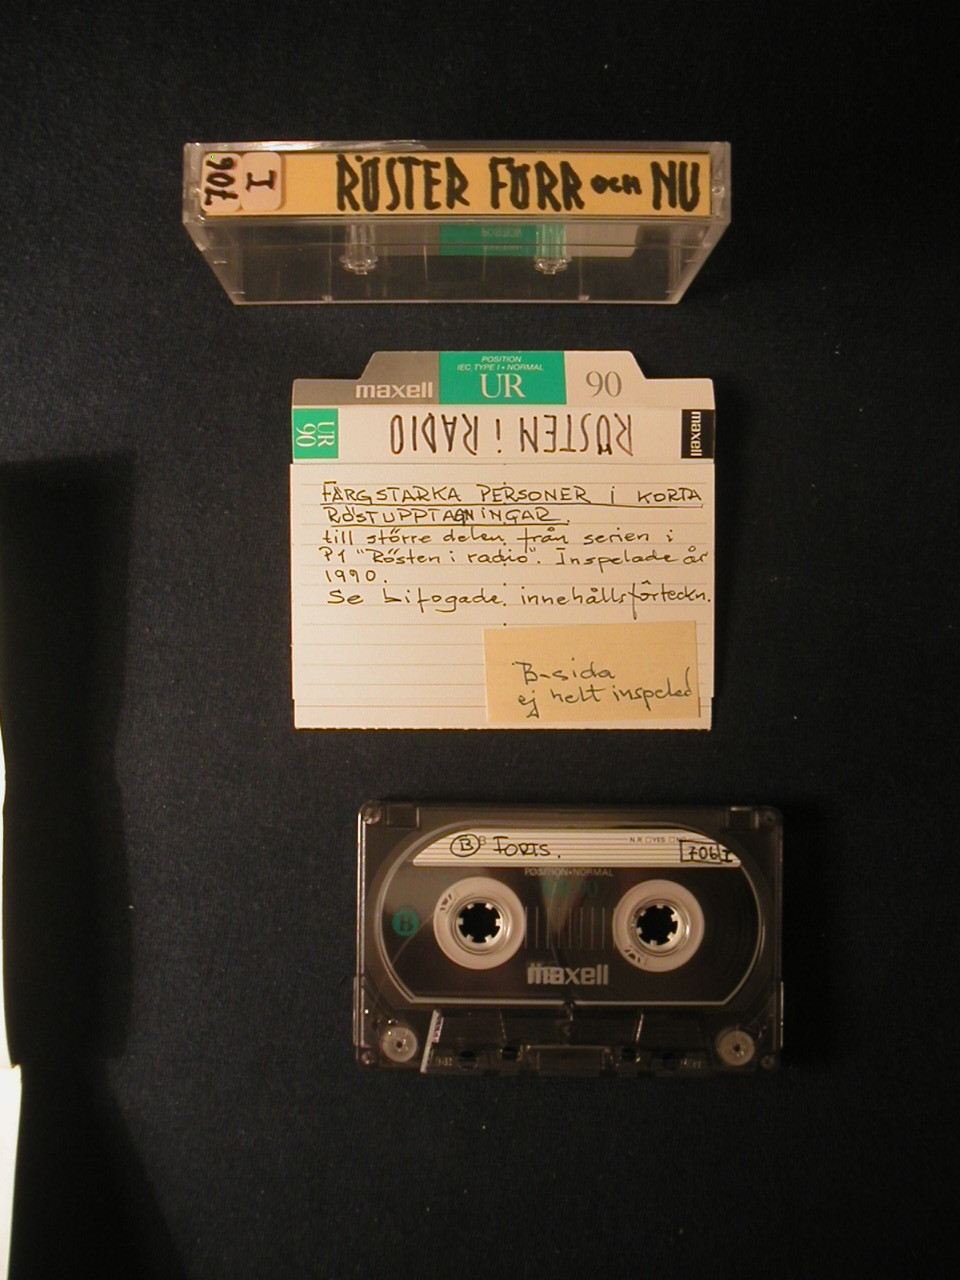 706
I
RÖSTER FÖRR och NU
POSITION
IEC TYPE I • NORMAL
maxell
UR
90
UR
90
RÖSTEN i RADIO
maxell
FÄRGSTARKA PERSONER i KORTA
RÖSTUPPTAGNINGAR.
till större delen från serien i
P1 "Rösten i radio". Inspelade år
1990.
Se bifogade innehållsförteckn.
B-sida
ej helt inspelad
B B FORTS.
N.R. □YES □NO
706 I
POSITION•NORMAL
B
maxell